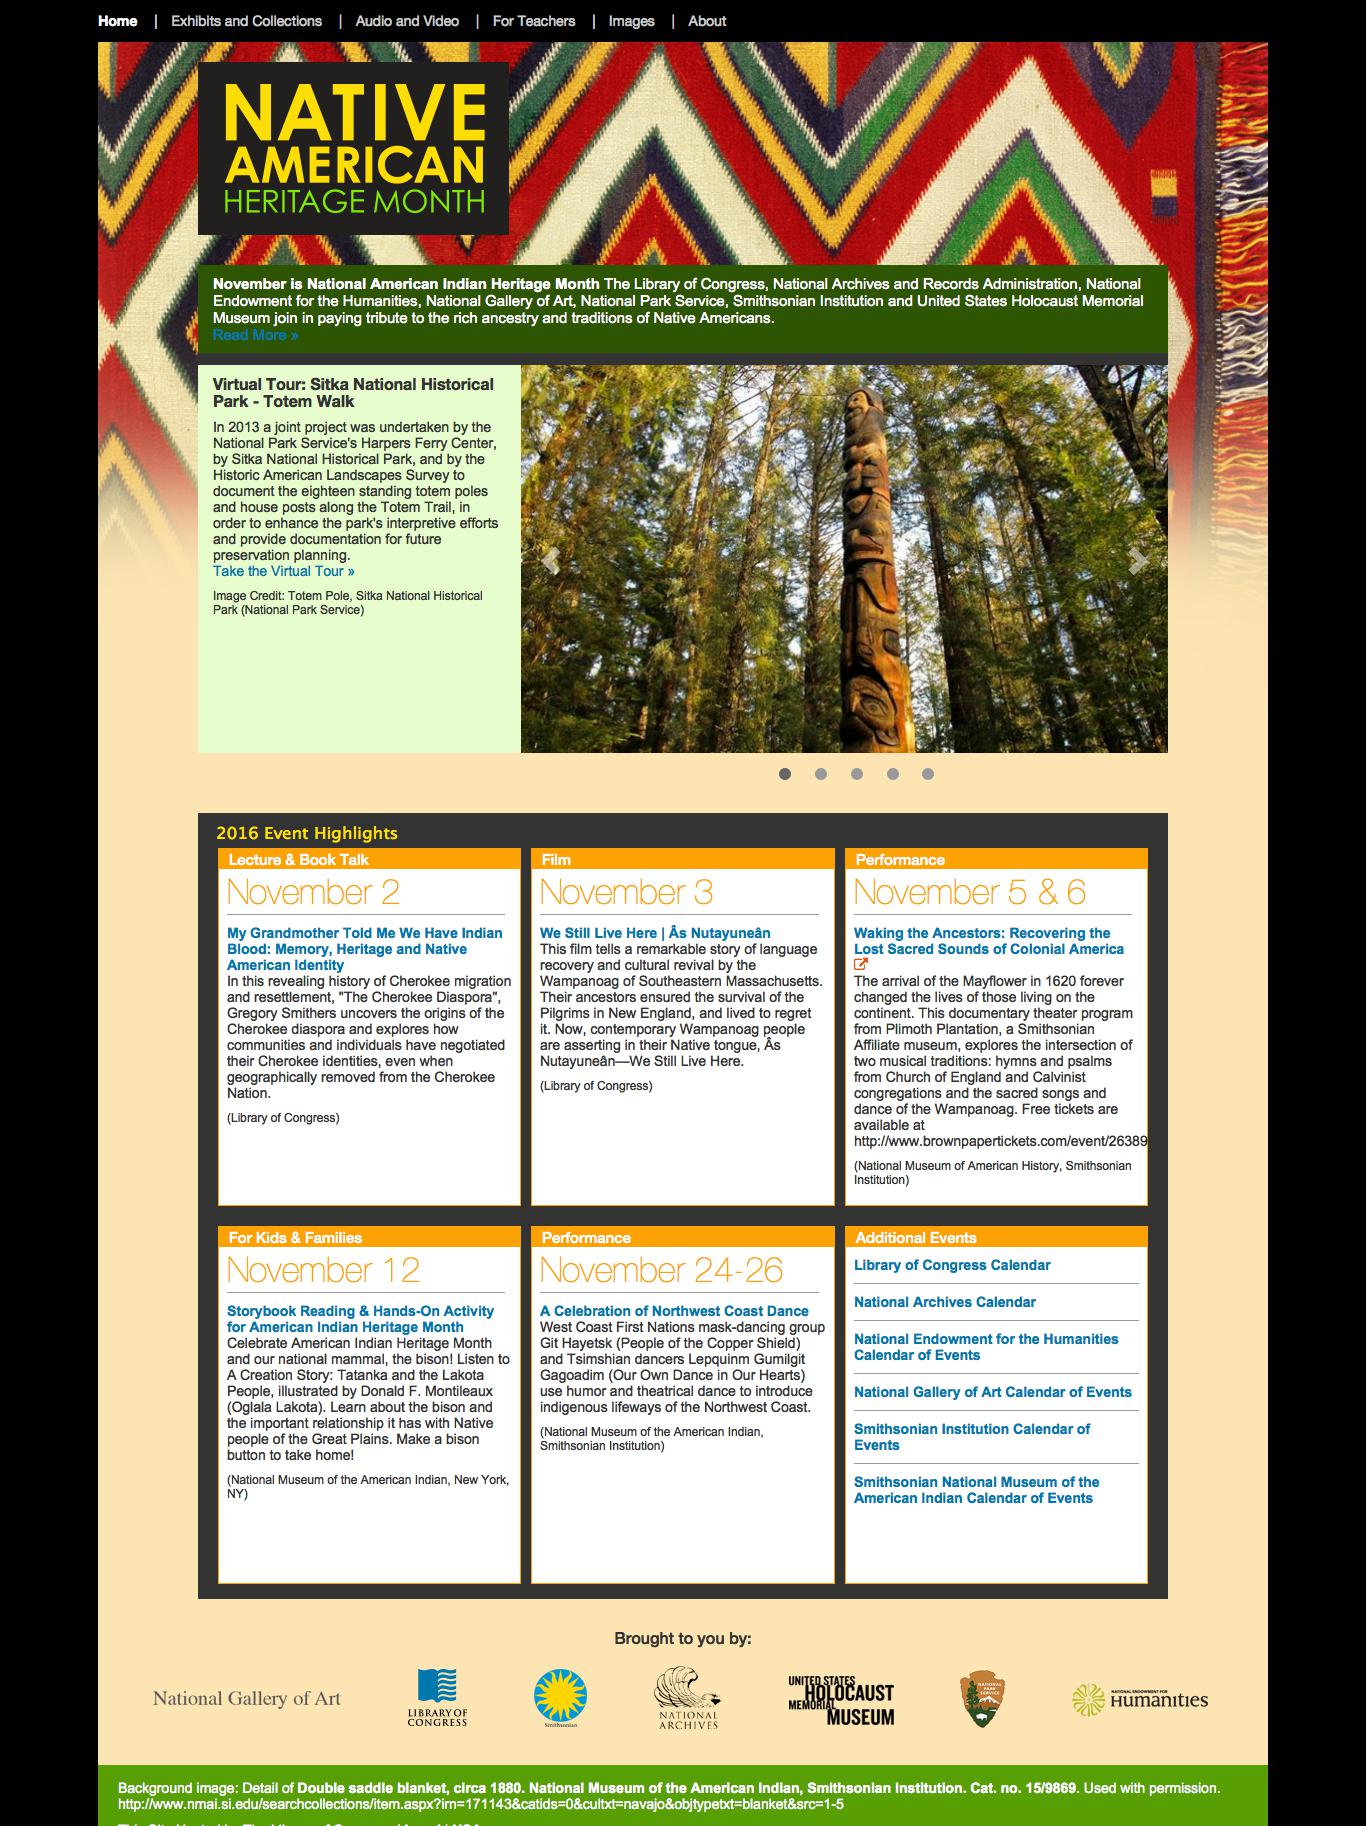 Home | Exhibits and Collections | Audio and Video | For Teachers | Images | About
NATIVE
AMERICAN
HERITAGE MONTH
November is National American Indian Heritage Month The Library of Congress, National Archives and Records Administration, National
Endowment for the Humanities, National Gallery of Art, National Park Service, Smithsonian Institution and United States Holocaust Memorial
Museum join in paying tribute to the rich ancestry and traditions of Native Americans.
Read More »
Virtual Tour: Sitka National Historical
Park - Totem Walk
In 2013 a joint project was undertaken by the
National Park Service's Harpers Ferry Center,
by Sitka National Historical Park, and by the
Historic American Landscapes Survey to
document the eighteen standing totem poles
and house posts along the Totem Trail, in
order to enhance the park's interpretive efforts
and provide documentation for future
preservation planning.
Take the Virtual Tour »
Image Credit: Totem Pole, Sitka National Historical
Park (National Park Service)
2016 Event Highlights
Lecture & Book Talk
November 2
My Grandmother Told Me We Have Indian
Blood: Memory, Heritage and Native
American Identity
In this revealing history of Cherokee migration
and resettlement, "The Cherokee Diaspora",
Gregory Smithers uncovers the origins of the
Cherokee diaspora and explores how
communities and individuals have negotiated
their Cherokee identities, even when
geographically removed from the Cherokee
Nation.
(Library of Congress)
Film
November 3
We Still Live Here | Âs Nutayuneân
This film tells a remarkable story of language
recovery and cultural revival by the
Wampanoag of Southeastern Massachusetts.
Their ancestors ensured the survival of the
Pilgrims in New England, and lived to regret
it. Now, contemporary Wampanoag people
are asserting in their Native tongue, Âs
Nutayuneân—We Still Live Here.
(Library of Congress)
Performance
November 5 & 6
Waking the Ancestors: Recovering the
Lost Sacred Sounds of Colonial America
The arrival of the Mayflower in 1620 forever
changed the lives of those living on the
continent. This documentary theater program
from Plimoth Plantation, a Smithsonian
Affiliate museum, explores the intersection of
two musical traditions: hymns and psalms
from Church of England and Calvinist
congregations and the sacred songs and
dance of the Wampanoag. Free tickets are
available at
http://www.brownpapertickets.com/event/26389
(National Museum of American History, Smithsonian
Institution)
For Kids & Families
November 12
Storybook Reading & Hands-On Activity
for American Indian Heritage Month
Celebrate American Indian Heritage Month
and our national mammal, the bison! Listen to
A Creation Story: Tatanka and the Lakota
People, illustrated by Donald F. Montileaux
(Oglala Lakota). Learn about the bison and
the important relationship it has with Native
people of the Great Plains. Make a bison
button to take home!
(National Museum of the American Indian, New York,
NY)
Performance
November 24-26
A Celebration of Northwest Coast Dance
West Coast First Nations mask-dancing group
Git Hayetsk (People of the Copper Shield)
and Tsimshian dancers Lepquinm Gumilgit
Gagoadim (Our Own Dance in Our Hearts)
use humor and theatrical dance to introduce
indigenous lifeways of the Northwest Coast.
(National Museum of the American Indian,
Smithsonian Institution)
Additional Events
Library of Congress Calendar
National Archives Calendar
National Endowment for the Humanities
Calendar of Events
National Gallery of Art Calendar of Events
Smithsonian Institution Calendar of
Events
Smithsonian National Museum of the
American Indian Calendar of Events
Brought to you by:
National Gallery of Art
LIBRARY OF
CONGRESS
Smithsonian
NATIONAL
ARCHIVES
UNITED STATES
HOLOCAUST
MEMORIAL
MUSEUM
NATIONAL
PARK
SERVICE
NATIONAL ENDOWMENT FOR THE
Humanities
Background image: Detail of Double saddle blanket, circa 1880. National Museum of the American Indian, Smithsonian Institution. Cat. no. 15/9869. Used with permission.
http://www.nmai.si.edu/searchcollections/item.aspx?irn=171143&catids=0&cultxt=navajo&objtypetxt=blanket&src=1-5